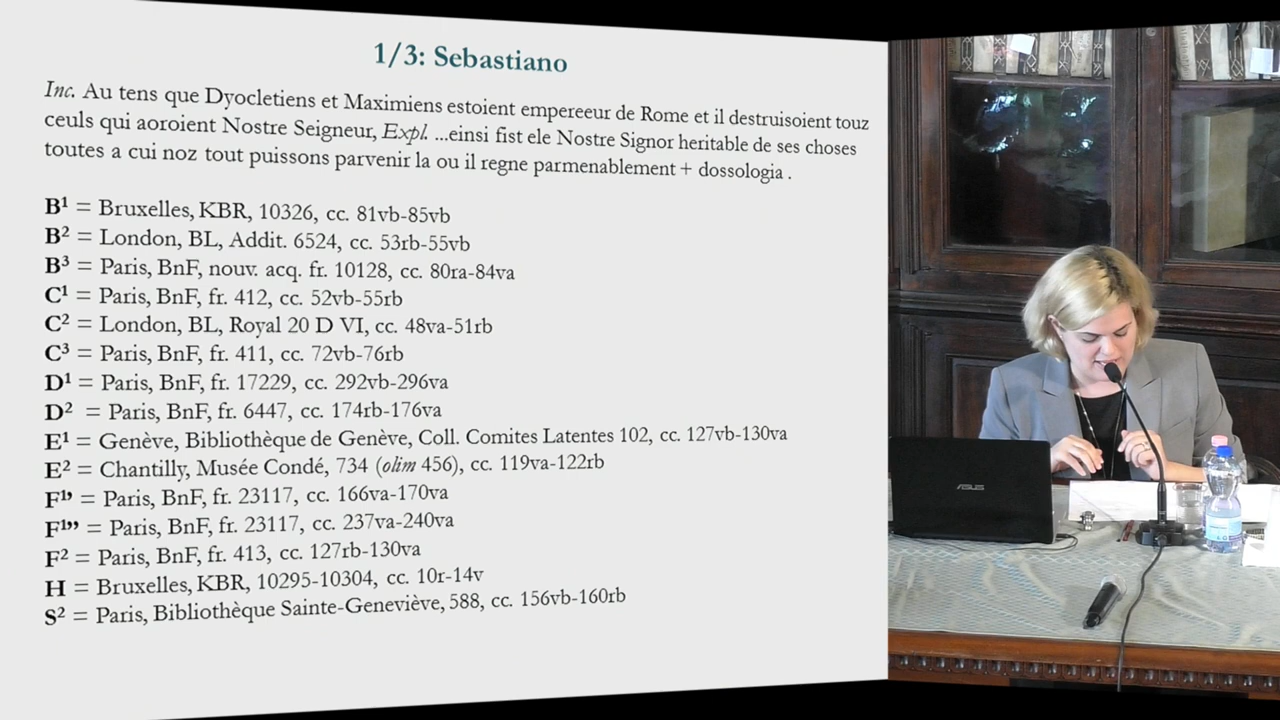 1/3: Sebastiano
Inc. Au tens que Dyocletiens et Maximiens estoient empereeur de Rome et il destruisoient touz
ceuls qui aoroient Nostre Seigneur, Expl. ...einsi fist ele Nostre Signor heritable de ses choses
toutes a cui noz tout puissons parvenir la ou il regne parmenablement + dossologia .
B¹ = Bruxelles, KBR, 10326, cc. 81vb-85vb
B² = London, BL, Addit. 6524, cc. 53rb-55vb
B³ = Paris, BnF, nouv. acq. fr. 10128, cc. 80ra-84va
C¹ = Paris, BnF, fr. 412, cc. 52vb-55rb
C² = London, BL, Royal 20 D VI, cc. 48va-51rb
C³ = Paris, BnF, fr. 411, cc. 72vb-76rb
D¹ = Paris, BnF, fr. 17229, cc. 292vb-296va
D² = Paris, BnF, fr. 6447, cc. 174rb-176va
E¹ = Genève, Bibliothèque de Genève, Coll. Comites Latentes 102, cc. 127vb-130va
E² = Chantilly, Musée Condé, 734 (olim 456), cc. 119va-122rb
F¹’ = Paris, BnF, fr. 23117, cc. 166va-170va
F¹’’ = Paris, BnF, fr. 23117, cc. 237va-240va
F² = Paris, BnF, fr. 413, cc. 127rb-130va
H = Bruxelles, KBR, 10295-10304, cc. 10r-14v
S² = Paris, Bibliothèque Sainte-Geneviève, 588, cc. 156vb-160rb
ASUS